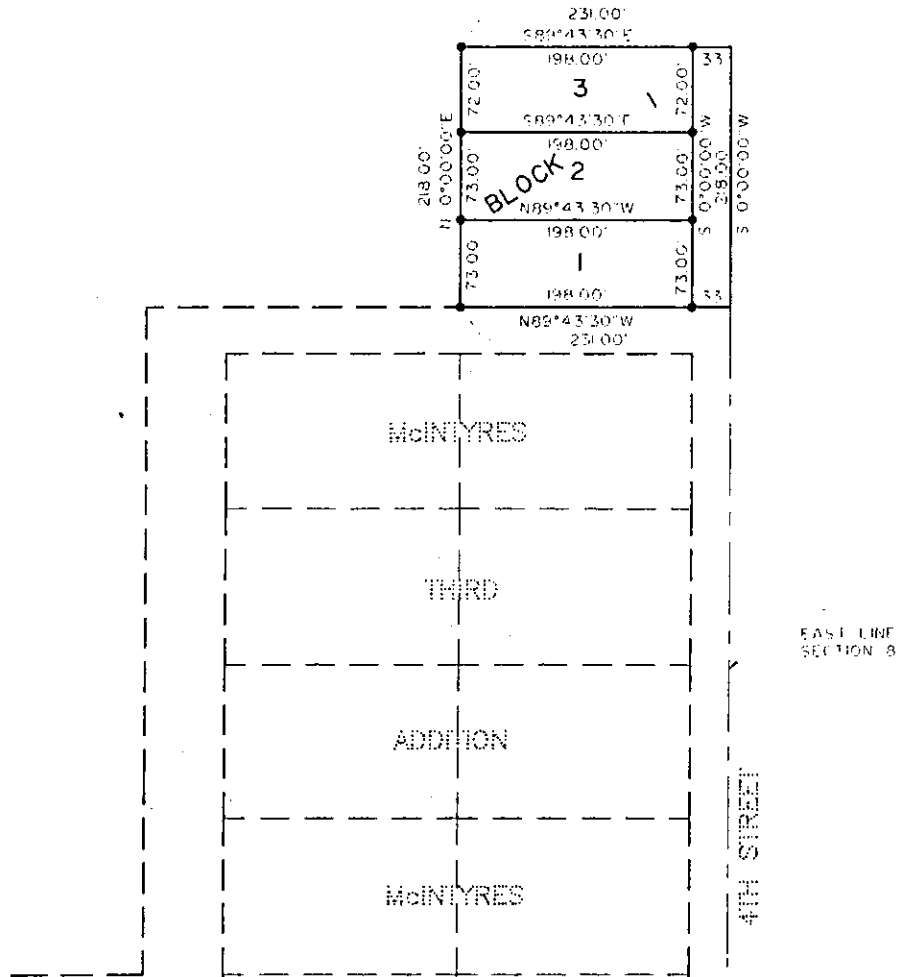 231.00'
S89°43'30"E
198.00'
33
3
1
72.00'
72.00'
S89°43'30"E
198.00'
218.00'
N 0°00'00"E
73.00'
BLOCK
2
73.00'
S 0°00'00"W
218.00
S 0°00'00"W
N89°43'30"W
198.00'
73.00
1
73.00'
198.00'
33
N89°43'30"W
231.00'
McINTYRES
THIRD
EAST LINE
SECTION 8
ADDITION
4TH STREET
McINTYRES